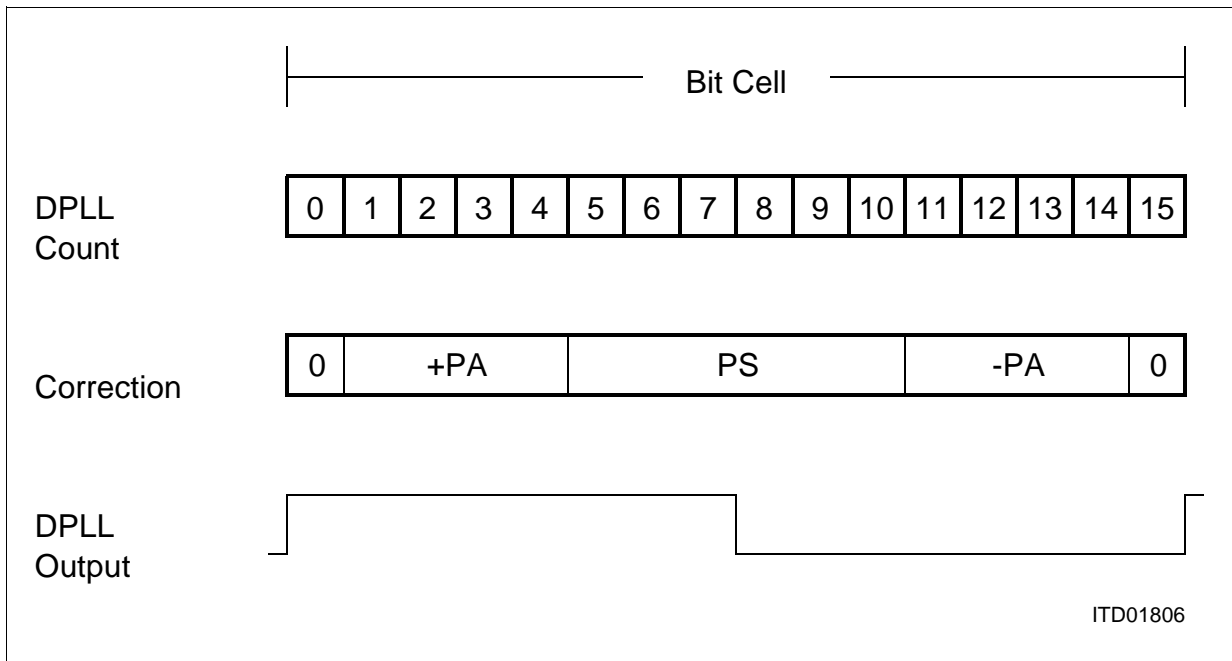 Bit Cell
DPLL
Count
0 1 2 3 4 5 6 7 8 9 10 11 12 13 14 15
Correction
0 +PA PS -PA 0
DPLL
Output
ITD01806